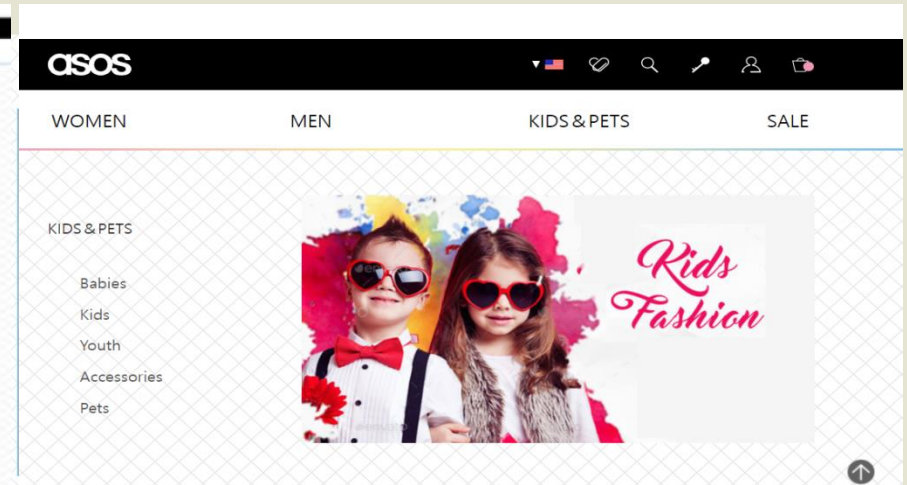 asos
WOMEN MEN KIDS & PETS SALE
KIDS & PETS
Babies
Kids
Youth
Accessories
Pets
Kids
Fashion